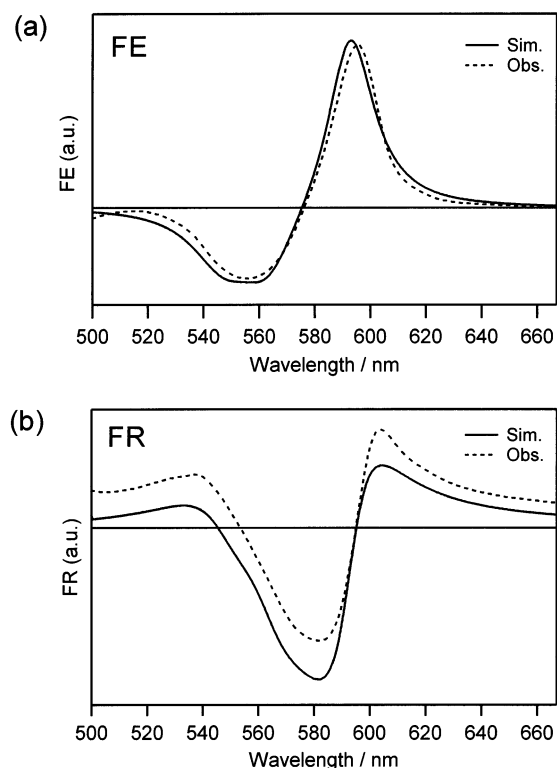 (a)
FE
Sim.
Obs.
FE (a.u.)
500 520 540 560 580 600 620 640 660
Wavelength / nm
(b)
FR
Sim.
Obs.
FR (a.u.)
500 520 540 560 580 600 620 640 660
Wavelength / nm